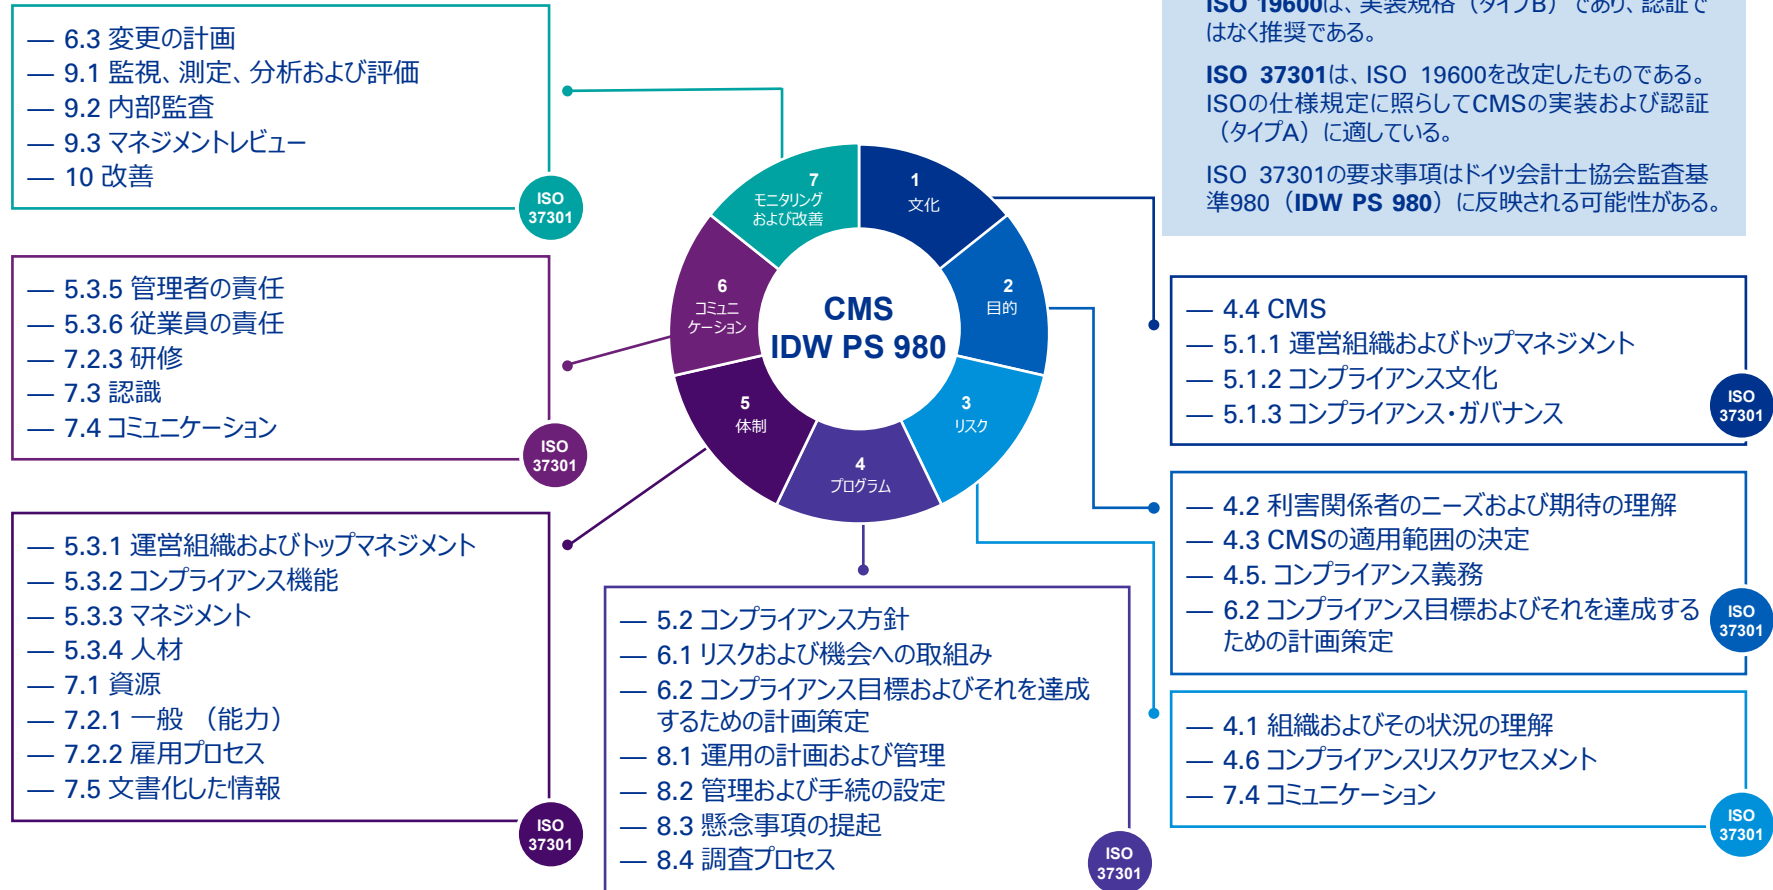 — 6.3 変更の計画
— 9.1 監視、測定、分析および評価
— 9.2 内部監査
— 9.3 マネジメントレビュー
— 10 改善
ISO
37301
— 5.3.5 管理者の責任
— 5.3.6 従業員の責任
— 7.2.3 研修
— 7.3 認識
— 7.4 コミュニケーション
ISO
37301
— 5.3.1 運営組織およびトップマネジメント
— 5.3.2 コンプライアンス機能
— 5.3.3 マネジメント
— 5.3.4 人材
— 7.1 資源
— 7.2.1 一般 （能力）
— 7.2.2 雇用プロセス
— 7.5 文書化した情報
ISO
37301
CMS
IDW PS 980
1
文化
2
目的
3
リスク
4
プログラム
5
体制
6
コミュニ
ケーション
7
モニタリング
および改善
— 5.2 コンプライアンス方針
— 6.1 リスクおよび機会への取組み
— 6.2 コンプライアンス目標およびそれを達成
するための計画策定
— 8.1 運用の計画および管理
— 8.2 管理および手続の設定
— 8.3 懸念事項の提起
— 8.4 調査プロセス
ISO
37301
ISO 19600は、実装規格（タイプB）であり、認証で
はなく推奨である。
ISO 37301は、ISO 19600を改定したものである。
ISOの仕様規定に照らしてCMSの実装および認証
（タイプA）に適している。
ISO 37301の要求事項はドイツ会計士協会監査基
準980（IDW PS 980）に反映される可能性がある。
— 4.4 CMS
— 5.1.1 運営組織およびトップマネジメント
— 5.1.2 コンプライアンス文化
— 5.1.3 コンプライアンス・ガバナンス
ISO
37301
— 4.2 利害関係者のニーズおよび期待の理解
— 4.3 CMSの適用範囲の決定
— 4.5. コンプライアンス義務
— 6.2 コンプライアンス目標およびそれを達成する
ための計画策定
ISO
37301
— 4.1 組織およびその状況の理解
— 4.6 コンプライアンスリスクアセスメント
— 7.4 コミュニケーション
ISO
37301